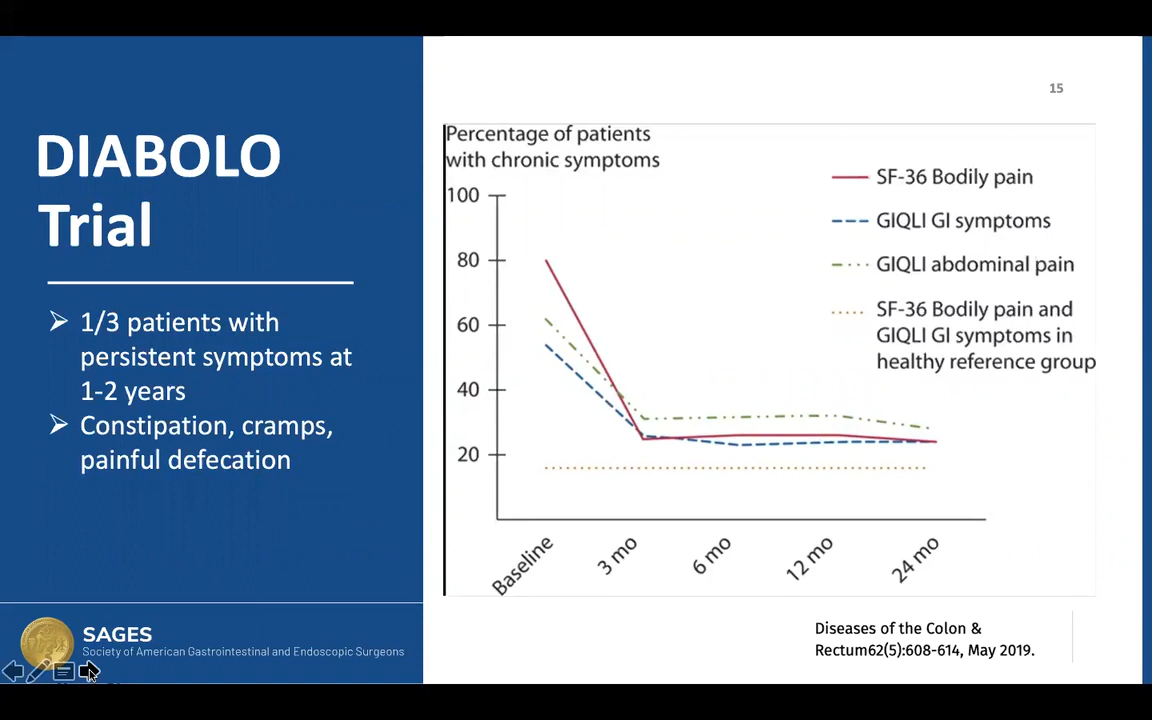 15
DIABOLO
Trial
➢ 1/3 patients with
persistent symptoms at
1-2 years
➢ Constipation, cramps,
painful defecation
Percentage of patients
with chronic symptoms
100
80
60
40
20
Baseline
3 mo
6 mo
12 mo
24 mo
SF-36 Bodily pain
GIQLI GI symptoms
GIQLI abdominal pain
SF-36 Bodily pain and
GIQLI GI symptoms in
healthy reference group
SAGES
Society of American Gastrointestinal and Endoscopic Surgeons
Diseases of the Colon &
Rectum62(5):608-614, May 2019.